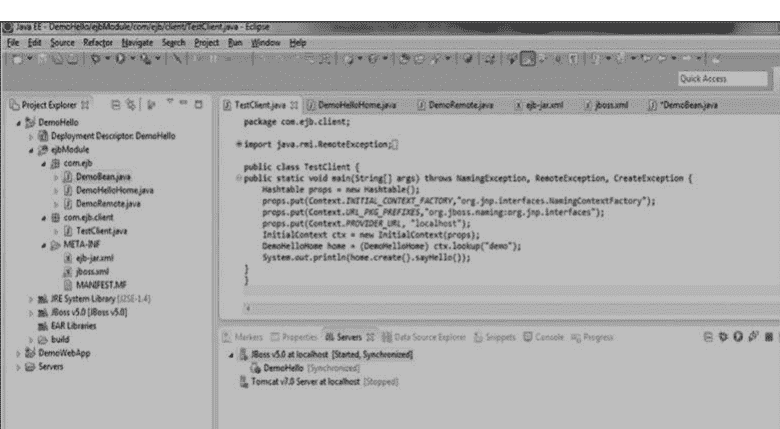 Java EE - DemoHello/ejbModule/com/ejb/client/TestClient.java - Eclipse
File Edit Source Refactor Navigate Search Project Run Window Help
Quick Access
Project Explorer
DemoHello
Deployment Descriptor: DemoHello
ejbModule
com.ejb
DemoBean.java
DemoHelloHome.java
DemoRemote.java
com.ejb.client
TestClient.java
META-INF
ejb-jar.xml
jboss.xml
MANIFEST.MF
JRE System Library [J2SE-1.4]
JBoss v5.0 [JBoss v5.0]
EAR Libraries
build
DemoWebApp
Servers
TestClient.java DemoHelloHome.java DemoRemote.java ejb-jar.xml jboss.xml *DemoBean.java
package com.ejb.client;
import java.rmi.RemoteException;
public class TestClient {
public static void main(String[] args) throws NamingException, RemoteException, CreateException {
Hashtable props = new Hashtable();
props.put(Context.INITIAL_CONTEXT_FACTORY,"org.jnp.interfaces.NamingContextFactory");
props.put(Context.URL_PKG_PREFIXES,"org.jboss.naming:org.jnp.interfaces");
props.put(Context.PROVIDER_URL, "localhost");
InitialContext ctx = new InitialContext(props);
DemoHelloHome home = (DemoHelloHome) ctx.lookup("demo");
System.out.println(home.create().sayHello());
}
}
Markers Properties Servers Data Source Explorer Snippets Console Progress
JBoss v5.0 at localhost [Started, Synchronized]
DemoHello [Synchronized]
Tomcat v7.0 Server at localhost [Stopped]